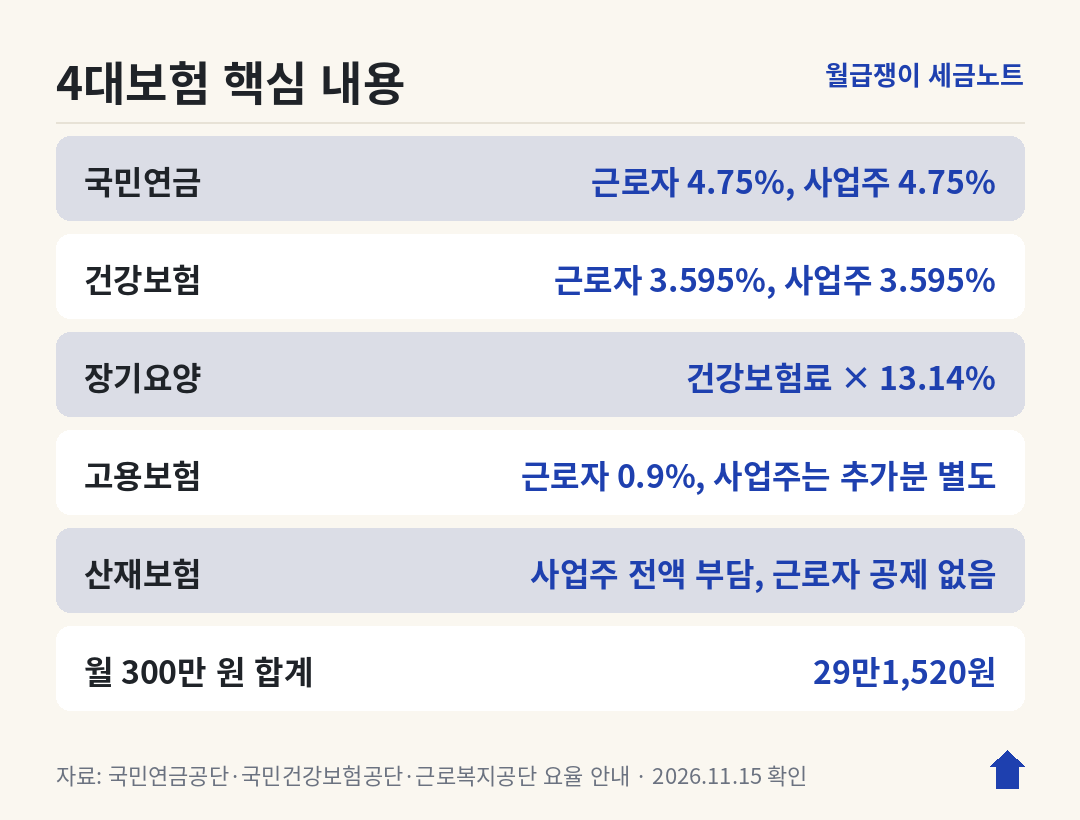 4대보험 핵심 내용
월급쟁이 세금노트
국민연금 근로자 4.75%, 사업주 4.75%
건강보험 근로자 3.595%, 사업주 3.595%
장기요양 건강보험료 × 13.14%
고용보험 근로자 0.9%, 사업주는 추가분 별도
산재보험 사업주 전액 부담, 근로자 공제 없음
월 300만 원 합계 29만1,520원
자료: 국민연금공단·국민건강보험공단·근로복지공단 요율 안내 · 2026.11.15 확인